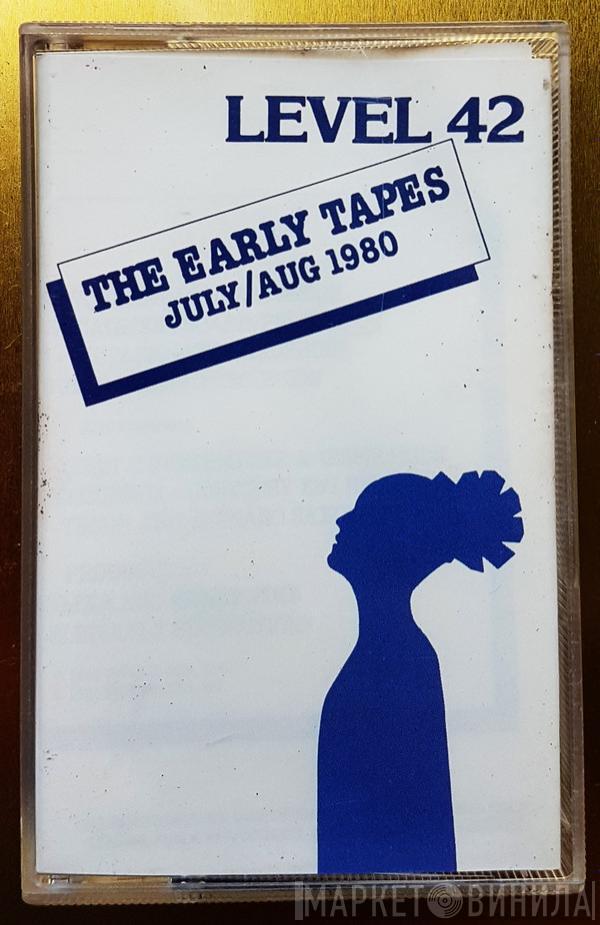 LEVEL 42
THE EARLY TAPES
JULY/AUG 1980
МАРКЕТ ВИНИЛА